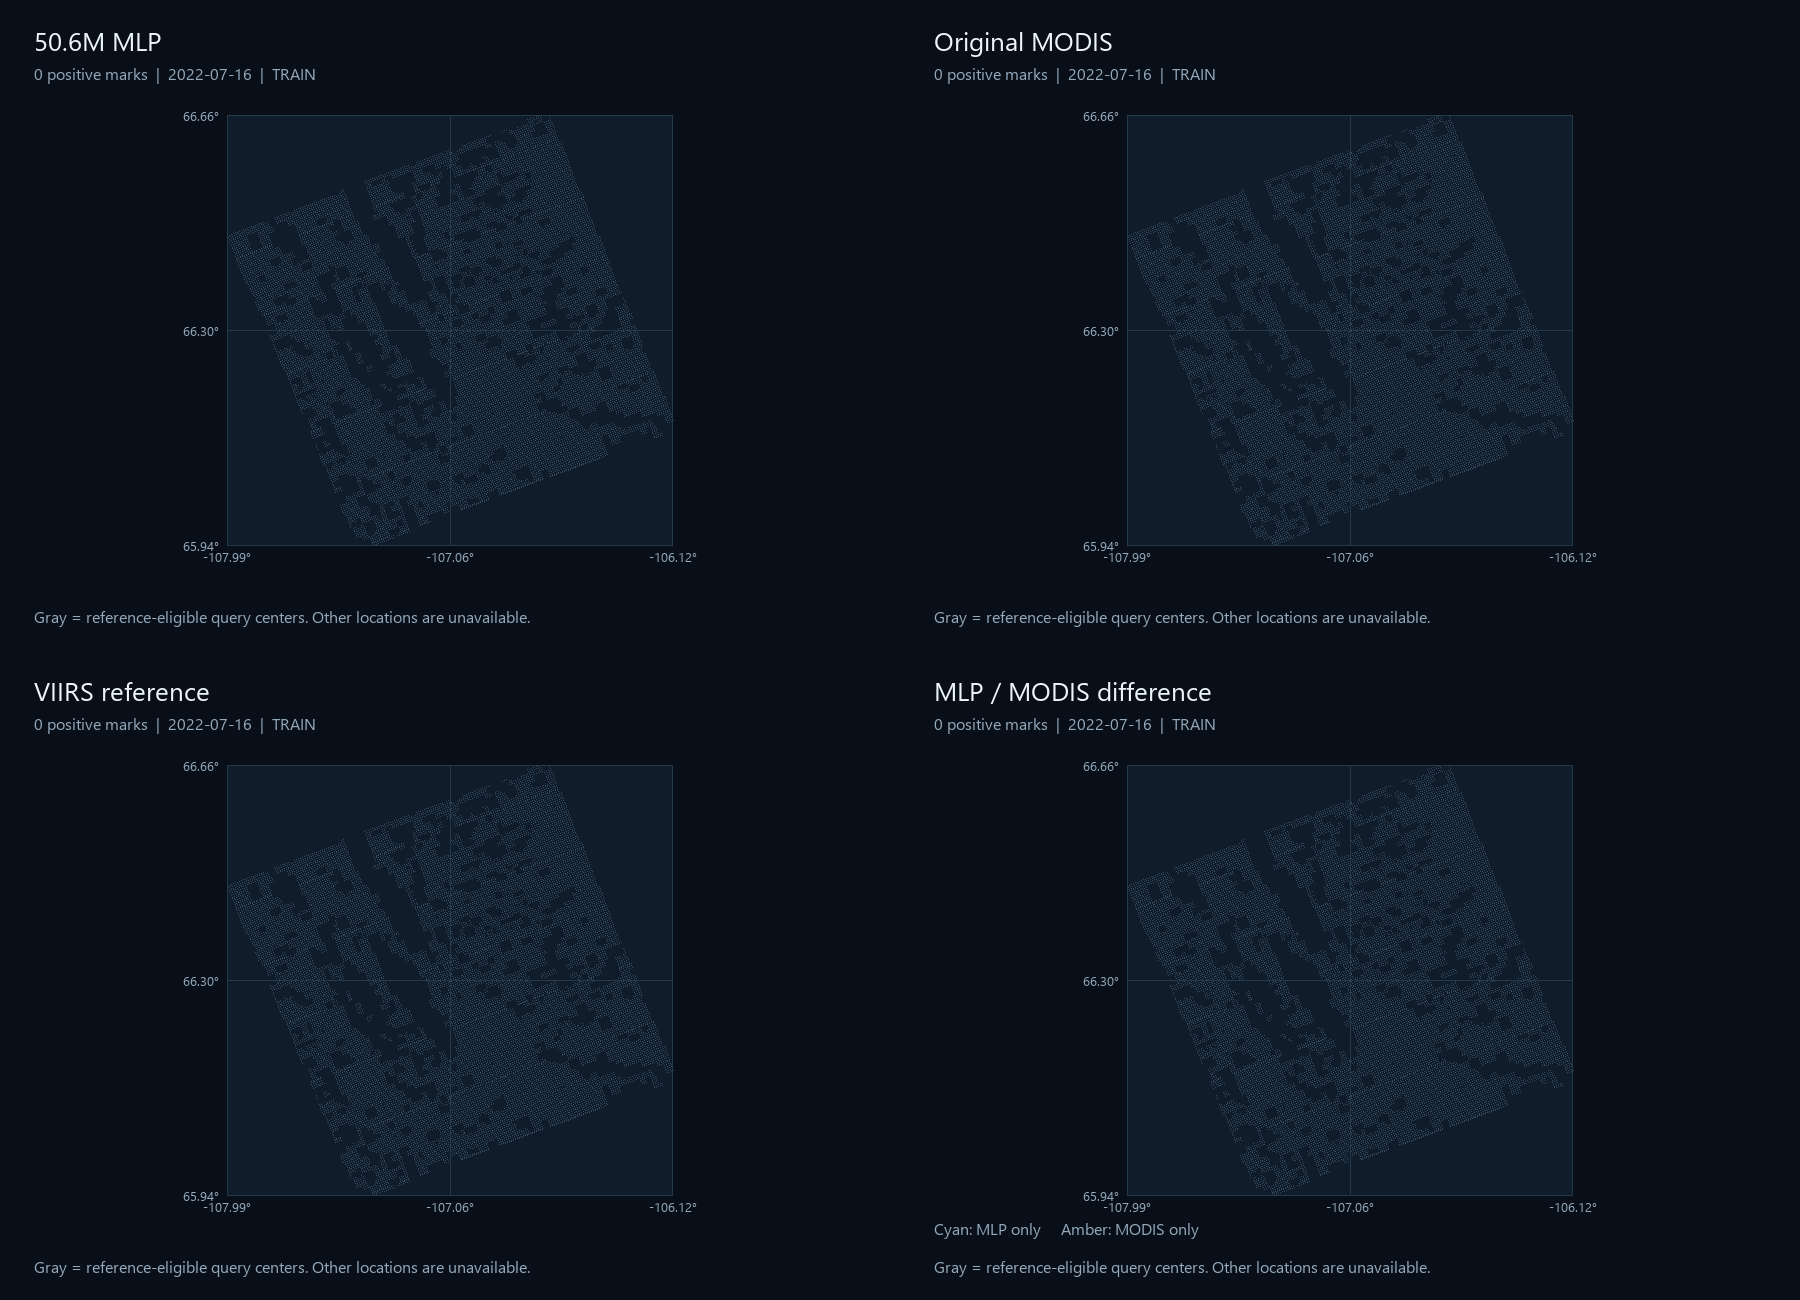 50.6M MLP
0 positive marks | 2022-07-16 | TRAIN
66.66°
66.30°
65.94°
-107.99°
-107.06°
-106.12°
Gray = reference-eligible query centers. Other locations are unavailable.
Original MODIS
0 positive marks | 2022-07-16 | TRAIN
66.66°
66.30°
65.94°
-107.99°
-107.06°
-106.12°
Gray = reference-eligible query centers. Other locations are unavailable.
VIIRS reference
0 positive marks | 2022-07-16 | TRAIN
66.66°
66.30°
65.94°
-107.99°
-107.06°
-106.12°
Gray = reference-eligible query centers. Other locations are unavailable.
MLP / MODIS difference
0 positive marks | 2022-07-16 | TRAIN
66.66°
66.30°
65.94°
-107.99°
-107.06°
-106.12°
Cyan: MLP only Amber: MODIS only
Gray = reference-eligible query centers. Other locations are unavailable.